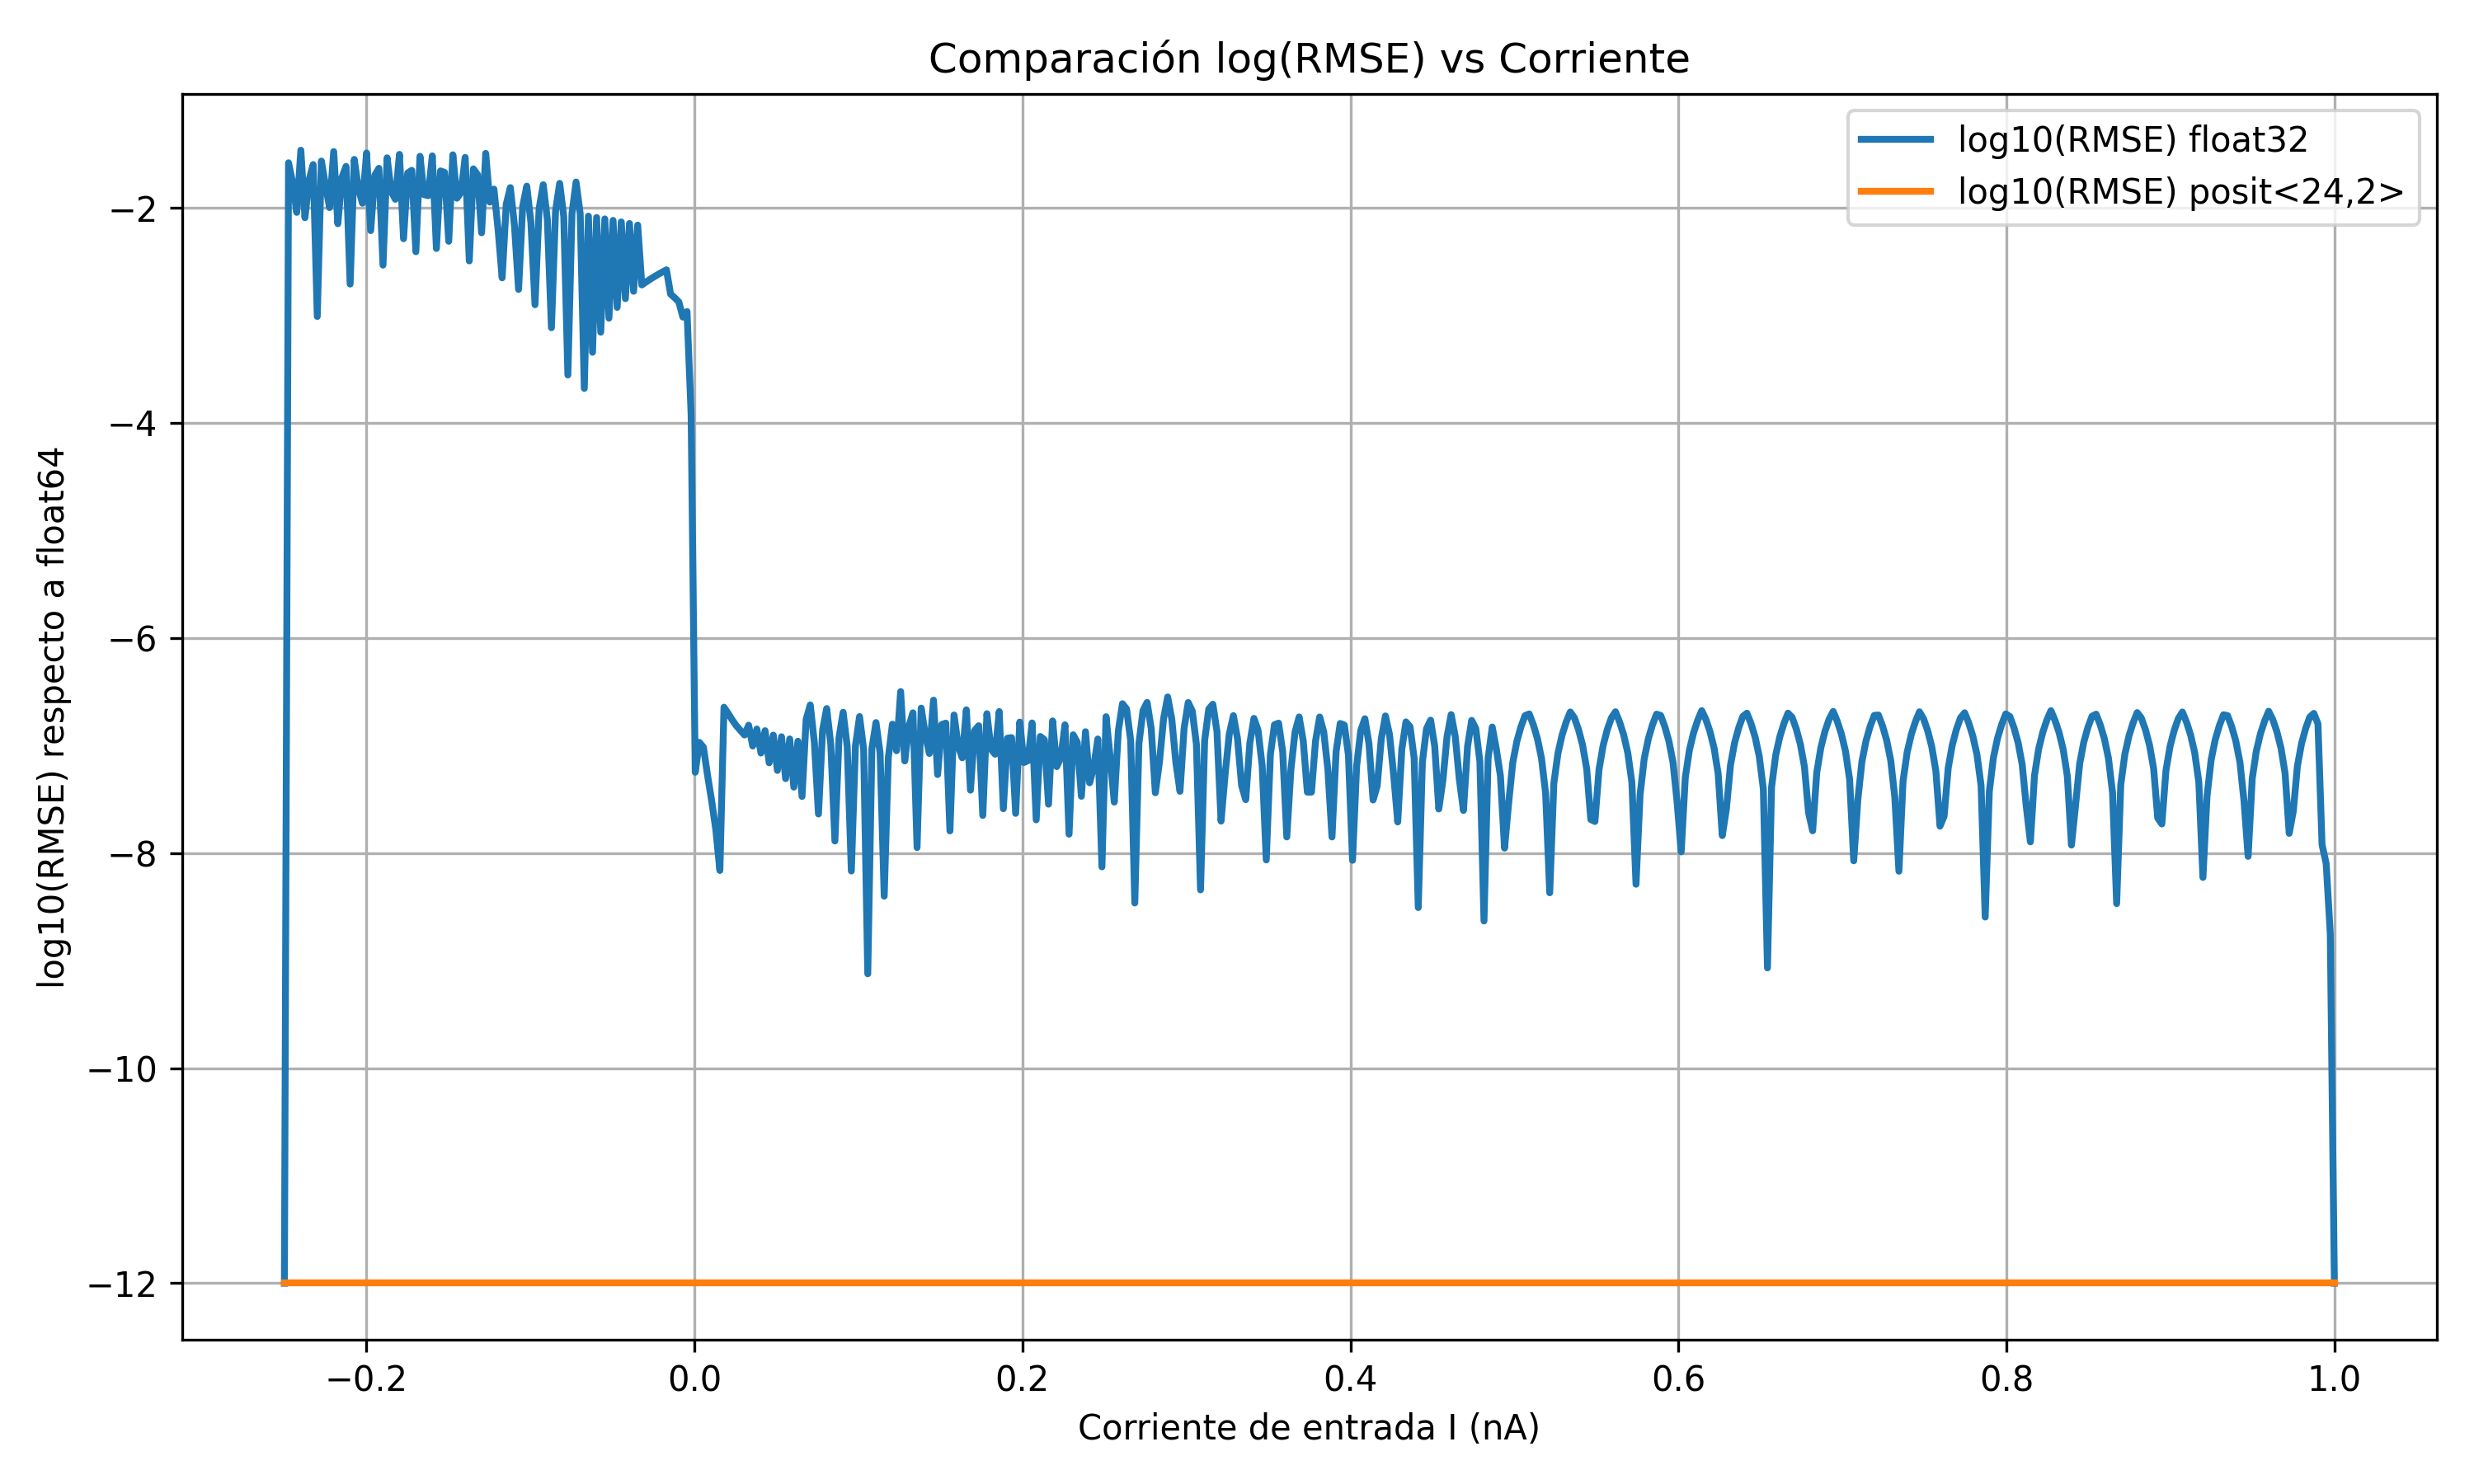 Comparación log(RMSE) vs Corriente
log10(RMSE) float32
log10(RMSE) posit<24,2>
log10(RMSE) respecto a float64
−2
−4
−6
−8
−10
−12
−0.2
0.0
0.2
0.4
0.6
0.8
1.0
Corriente de entrada I (nA)